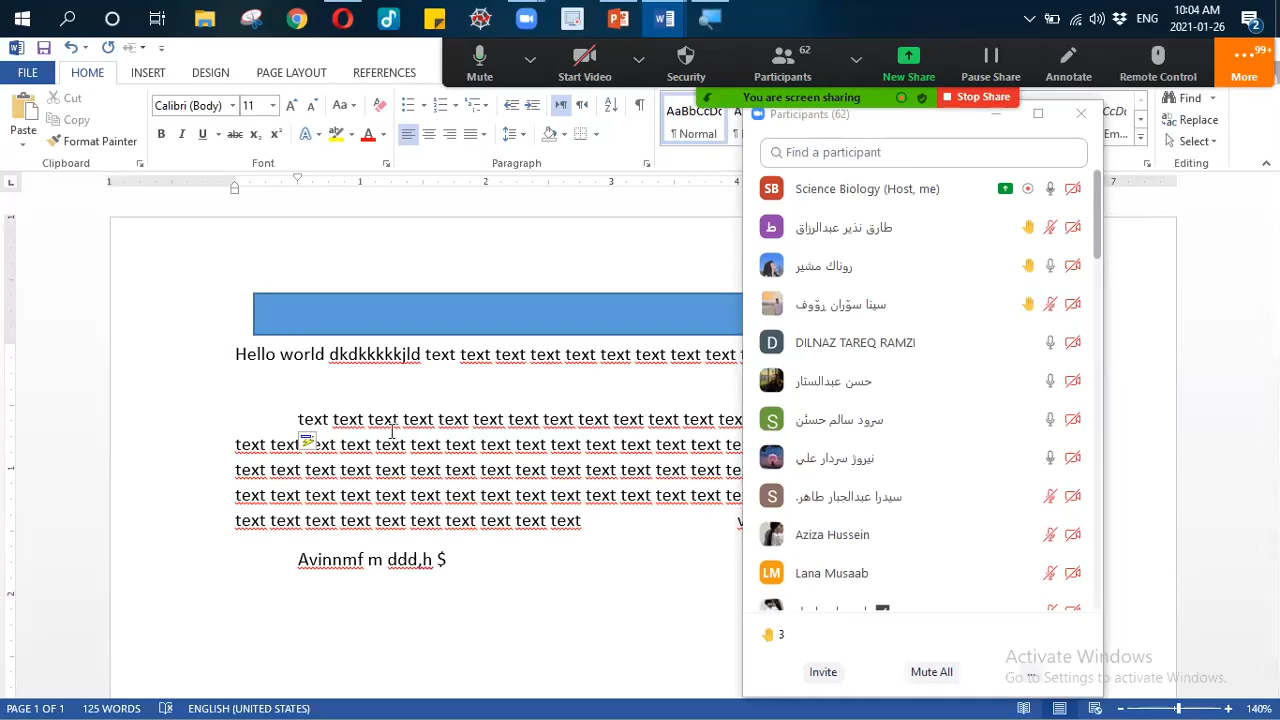 10:04 AM
ENG
2021-01-26
2
Mute
Start Video
Security
62
Participants
New Share
Pause Share
Annotate
Remote Control
99+
More
You are screen sharing
Stop Share
FILE
HOME
INSERT
DESIGN
PAGE LAYOUT
REFERENCES
Paste
Cut
Copy
Format Painter
Clipboard
Calibri (Body)
11
Font
Paragraph
AaBbCcDc
¶ Normal
Find
Replace
Select
Editing
Participants (62)
Find a participant
SB Science Biology (Host, me)
ط طارق نذير عبدالرزاق
روناك مشير
سینا سۆران ڕۆوف
D DILNAZ TAREQ RAMZI
حسن عبدالستار
S سرود سالم حسئن
نيروژ سردار علي
S سيدرا عبدالجبار طاهر.
Aziza Hussein
LM Lana Musaab
3
Invite
Mute All
...
Hello world dkdkkkkkjld text text text text text text text text text
text text text text text text text text text text text text tex
text text text text text text text text text text text text text text
text text text text text text text text text text text text text text
text text text text text text text text text text text text text text
text text text text text text text text text text
Avinnmf m ddd,h $
Activate Windows
Go to Settings to activate Windows.
PAGE 1 OF 1
125 WORDS
ENGLISH (UNITED STATES)
140%